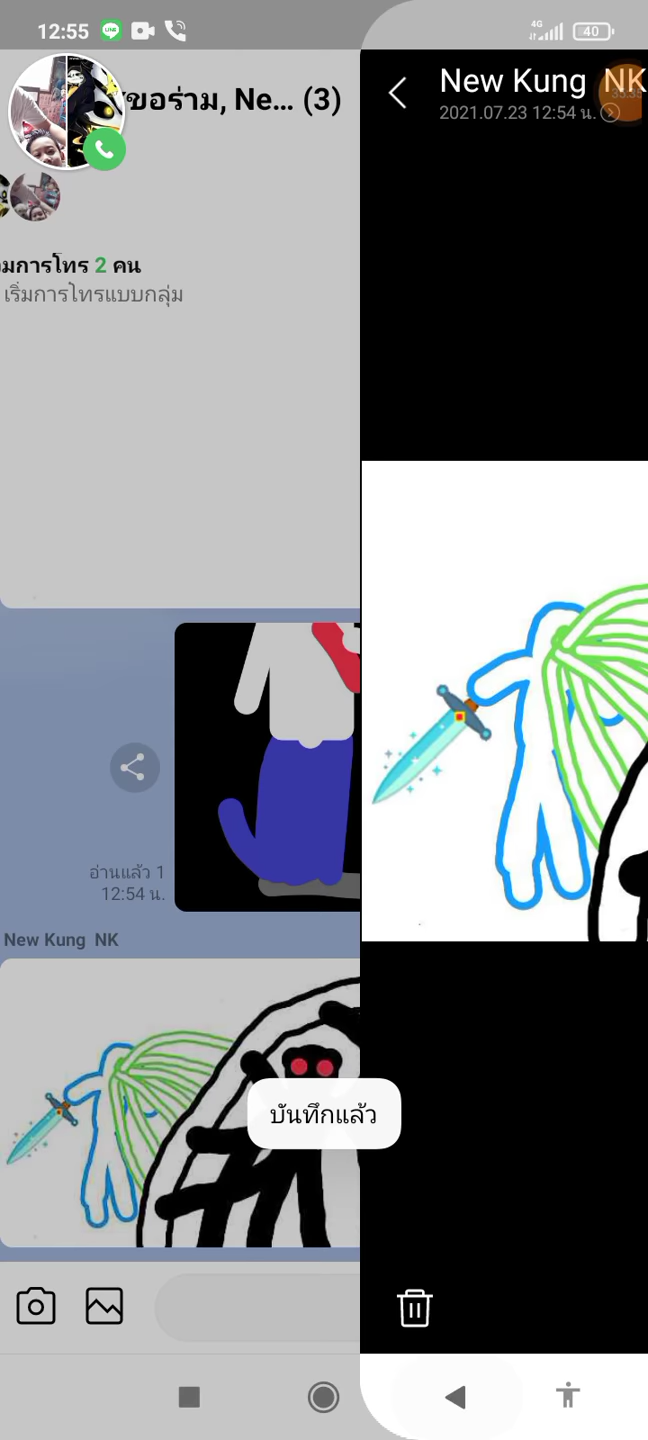 12:55
LINE
4G
40
ขอร่าม, Ne... (3)
New Kung NK
2021.07.23 12:54 น.
มการโทร 2 คน
เริ่มการโทรแบบกลุ่ม
อ่านแล้ว 1
12:54 น.
New Kung NK
บันทึกแล้ว